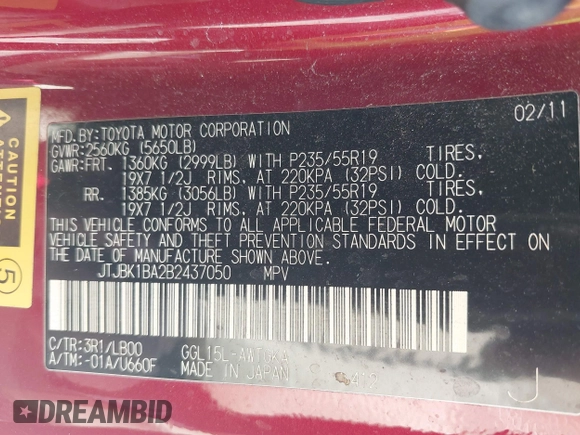 02/11
MFD.BY:TOYOTA MOTOR CORPORATION
GVWR:2560KG (5650LB)
GAWR:FRT. 1360KG (2999LB) WITH P235/55R19 TIRES,
19X7 1/2J RIMS, AT 220KPA (32PSI) COLD.
RR. 1385KG (3056LB) WITH P235/55R19 TIRES,
19X7 1/2J RIMS, AT 220KPA (32PSI) COLD.
THIS VEHICLE CONFORMS TO ALL APPLICABLE FEDERAL MOTOR
VEHICLE SAFETY AND THEFT PREVENTION STANDARDS IN EFFECT ON
THE DATE OF MANUFACTURE SHOWN ABOVE.
JTJBK1BA2B2437050 MPV
C/TR:3R1/LB00 GGL15L-AWTGKA
A/TM:-01A/U660F MADE IN JAPAN J
CAUTION
5
DREAMBID